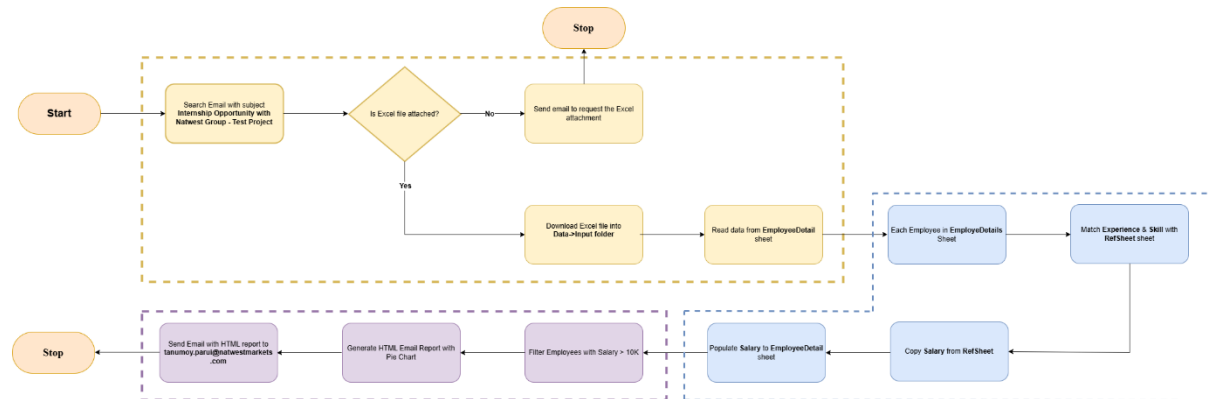 Stop
Start
Search Email with subject
Internship Opportunity with
Natwest Group - Test Project
Is Excel file attached?
No
Send email to request the Excel
attachment
Yes
Download Excel file into
Data->Input folder
Read data from EmployeeDetail
sheet
Each Employee in EmployeDetails
Sheet
Match Experience & Skill with
RefSheet sheet
Stop
Send Email with HTML report to
tanumoy.parui@natwestmarkets
.com
Generate HTML Email Report with
Pie Chart
Filter Employees with Salary > 10K
Populate Salary to EmployeeDetail
sheet
Copy Salary from RefSheet